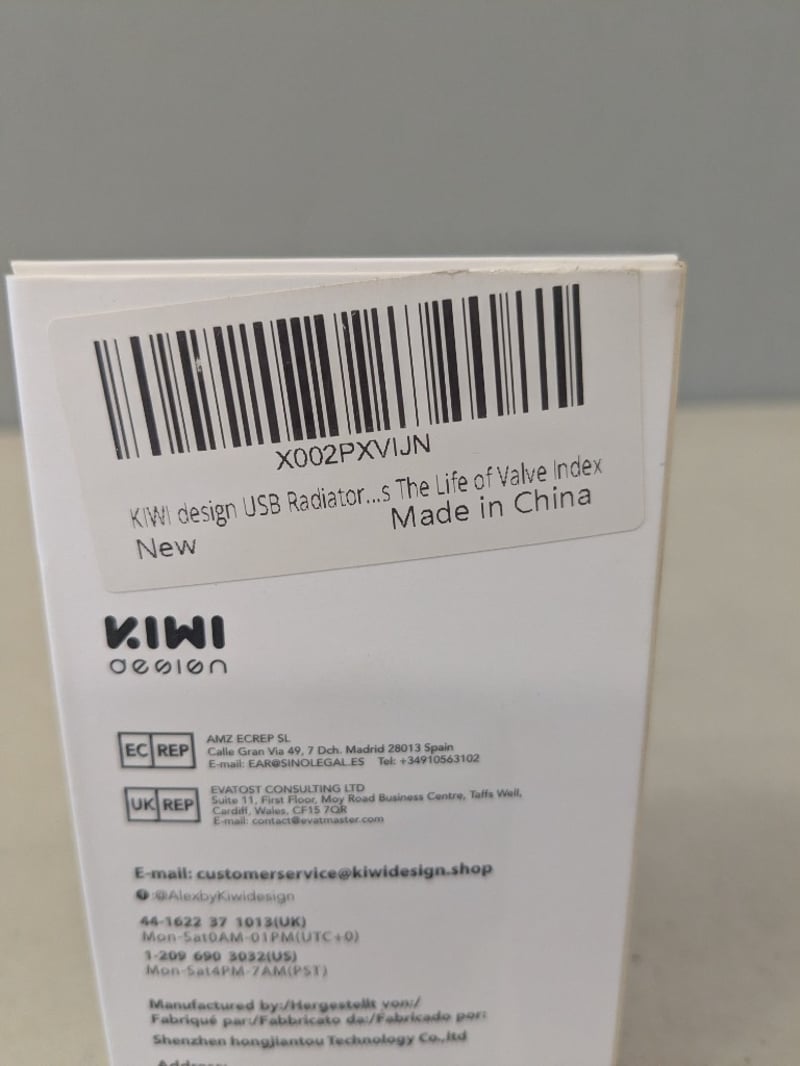 X002PXVIJN
KIWI design USB Radiator...s The Life of Valve Index
New
Made in China
KIWI
design
EC REP
AMZ ECREP SL
Calle Gran Via 49, 7 Dch. Madrid 28013 Spain
E-mail: EAR@SINOLEGAL.ES Tel: +34910563102
UK REP
EVATOST CONSULTING LTD
Suite 11, First Floor, Moy Road Business Centre, Taffs Well,
Cardiff, Wales, CF15 7QR
E-mail: contact@evatmaster.com
E-mail: customerservice@kiwidesign.shop
:@AlexbyKiwidesign
44-1622 37 1013(UK)
Mon-Sat0AM-01PM(UTC+0)
1-209 690 3032(US)
Mon-Sat4PM-7AM(PST)
Manufactured by:/Hergestellt von:/
Fabriqué par:/Fabbricato da:/Fabricado por:
Shenzhen hongjiantou Technology Co.,ltd